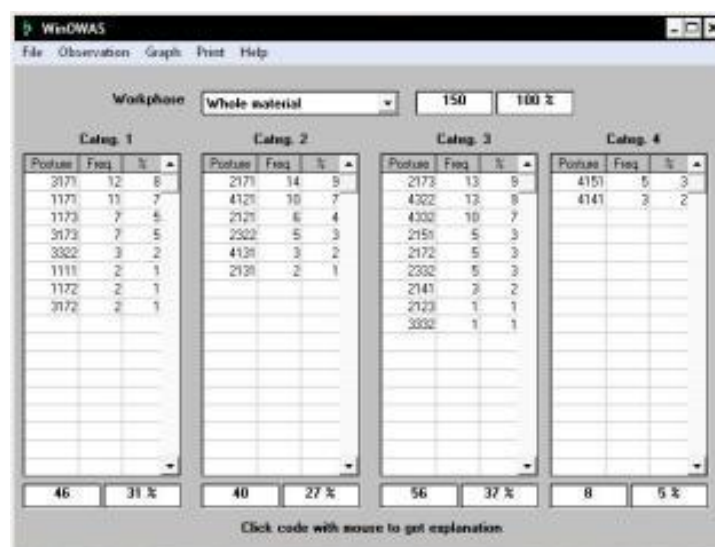 WinOWAS
File Observation Graph Print Help
Workphase Whole material 150 100 %
Categ. 1 Categ. 2 Categ. 3 Categ. 4
Posture Freq. % Posture Freq. % Posture Freq. % Posture Freq. %
3171 12 8 2171 14 9 2173 13 9 4151 5 3
1171 11 7 4121 10 7 4322 13 9 4141 3 2
1173 7 5 2121 6 4 4332 10 7
3173 7 5 2322 5 3 2151 5 3
3322 3 2 4131 3 2 2172 5 3
1111 2 1 2131 2 1 2332 5 3
1172 2 1 2141 3 2
3172 2 1 2123 1 1
3332 1 1
46 31 % 40 27 % 56 37 % 8 5 %
Click code with mouse to get explanation